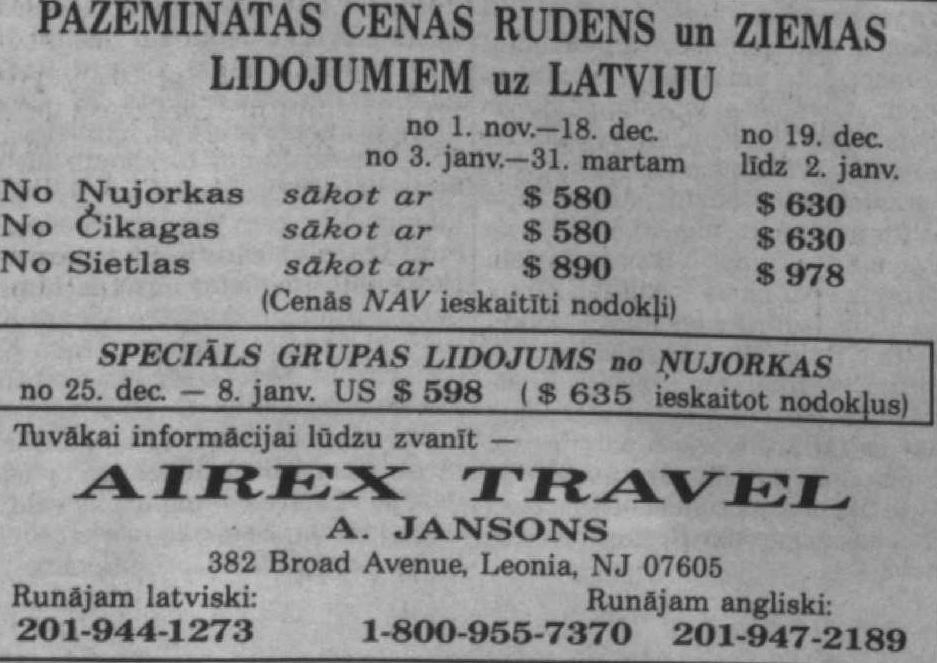 PAZEMINATAS CENAS RUDENS un ZIEMAS
LIDOJUMIEM uz LATVIJU
no 1. nov.—18. dec. no 19. dec.
no 3. janv.—31. martam līdz 2. janv.
No Ņujorkas sākot ar $ 580 $ 630
No Čikagas sākot ar $ 580 $ 630
No Sietlas sākot ar $ 890 $ 978
(Cenās NAV ieskaitīti nodokļi)
SPECIĀLS GRUPAS LIDOJUMS no ŅUJORKAS
no 25. dec. — 8. janv. US $ 598 ( $ 635 ieskaitot nodokļus)
Tuvākai informācijai lūdzu zvanīt —
AIREX TRAVEL
A. JANSONS
382 Broad Avenue, Leonia, NJ 07605
Runājam latviski: Runājam angliski:
201-944-1273 1-800-955-7370 201-947-2189